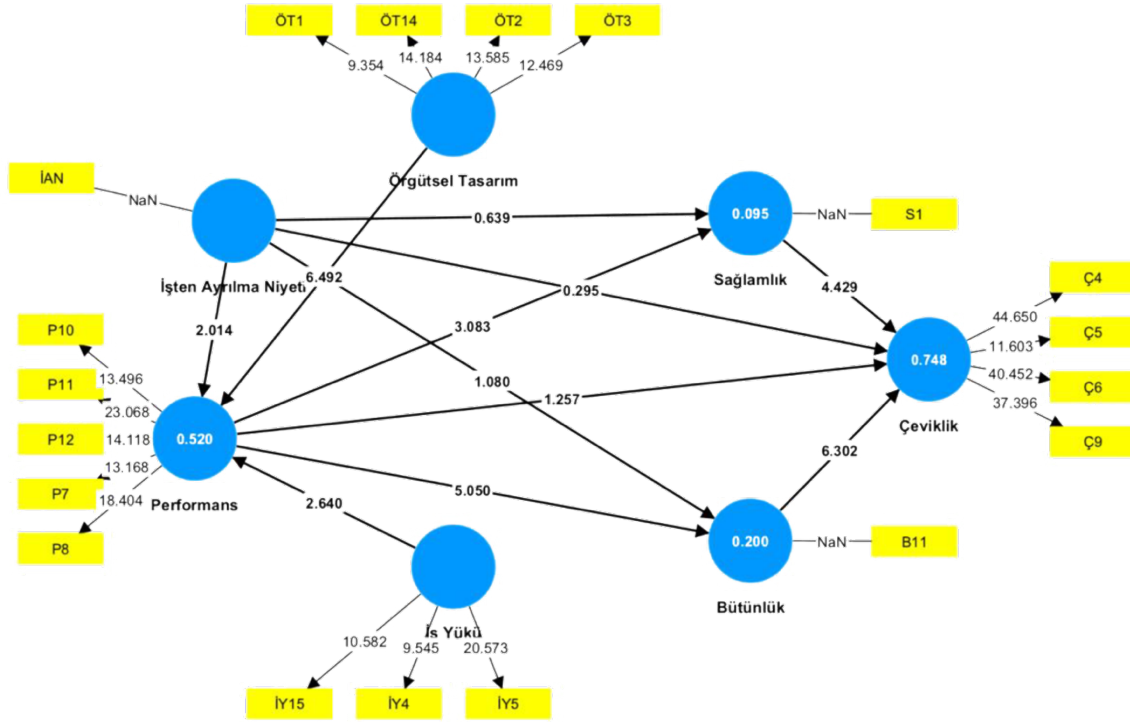 ÖT1
ÖT14
ÖT2
ÖT3
9.354
14.184
13.585
12.469
İAN
NaN
Örgütsel Tasarım
0.639
0.095
NaN
S1
İşten Ayrılma Niyeti
6.492
Sağlamlık
0.295
4.429
Ç4
44.650
P10
2.014
3.083
11.603
Ç5
13.496
0.748
P11
1.080
1.257
40.452
Ç6
23.068
37.396
P12
14.118
0.520
Çeviklik
Ç9
13.168
6.302
P7
18.404
Performans
2.640
5.050
P8
0.200
NaN
B11
Bütünlük
İş Yükü
10.582
9.545
20.573
İY15
İY4
İY5